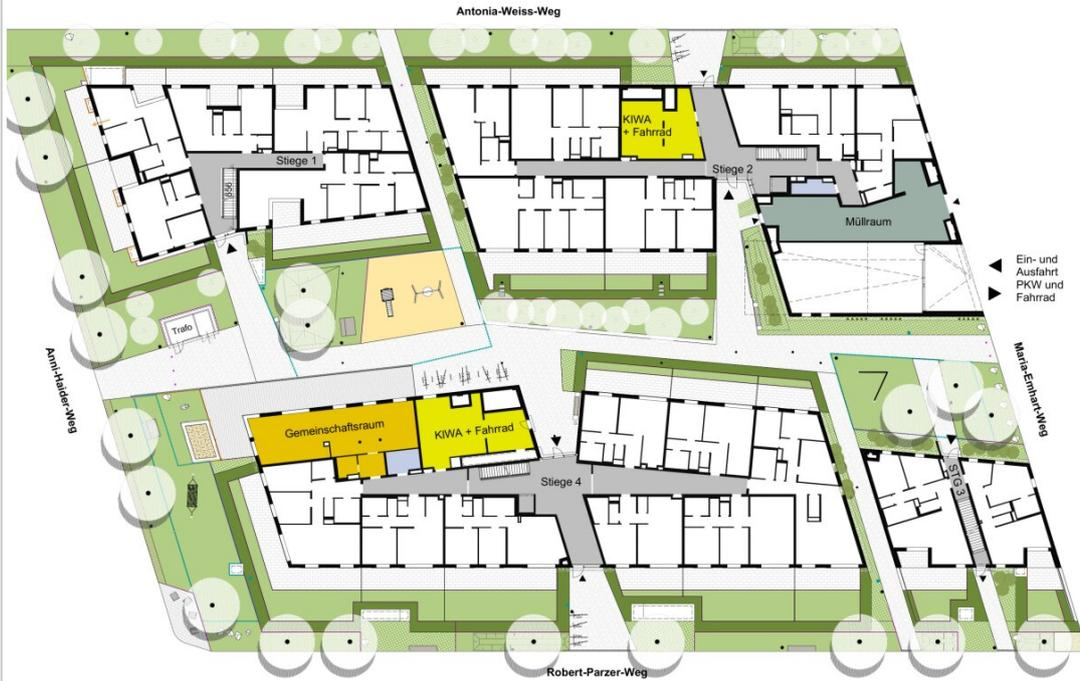 Antonia-Weiss-Weg
KIWA
+ Fahrrad
Stiege 1
Stiege 2
656
Müllraum
Ein- und
Ausfahrt
PKW und
Fahrrad
Trafo
Anni-Haider-Weg
Maria-Emhart-Weg
Gemeinschaftsraum
KIWA + Fahrrad
Stiege 4
STG 3
Robert-Parzer-Weg